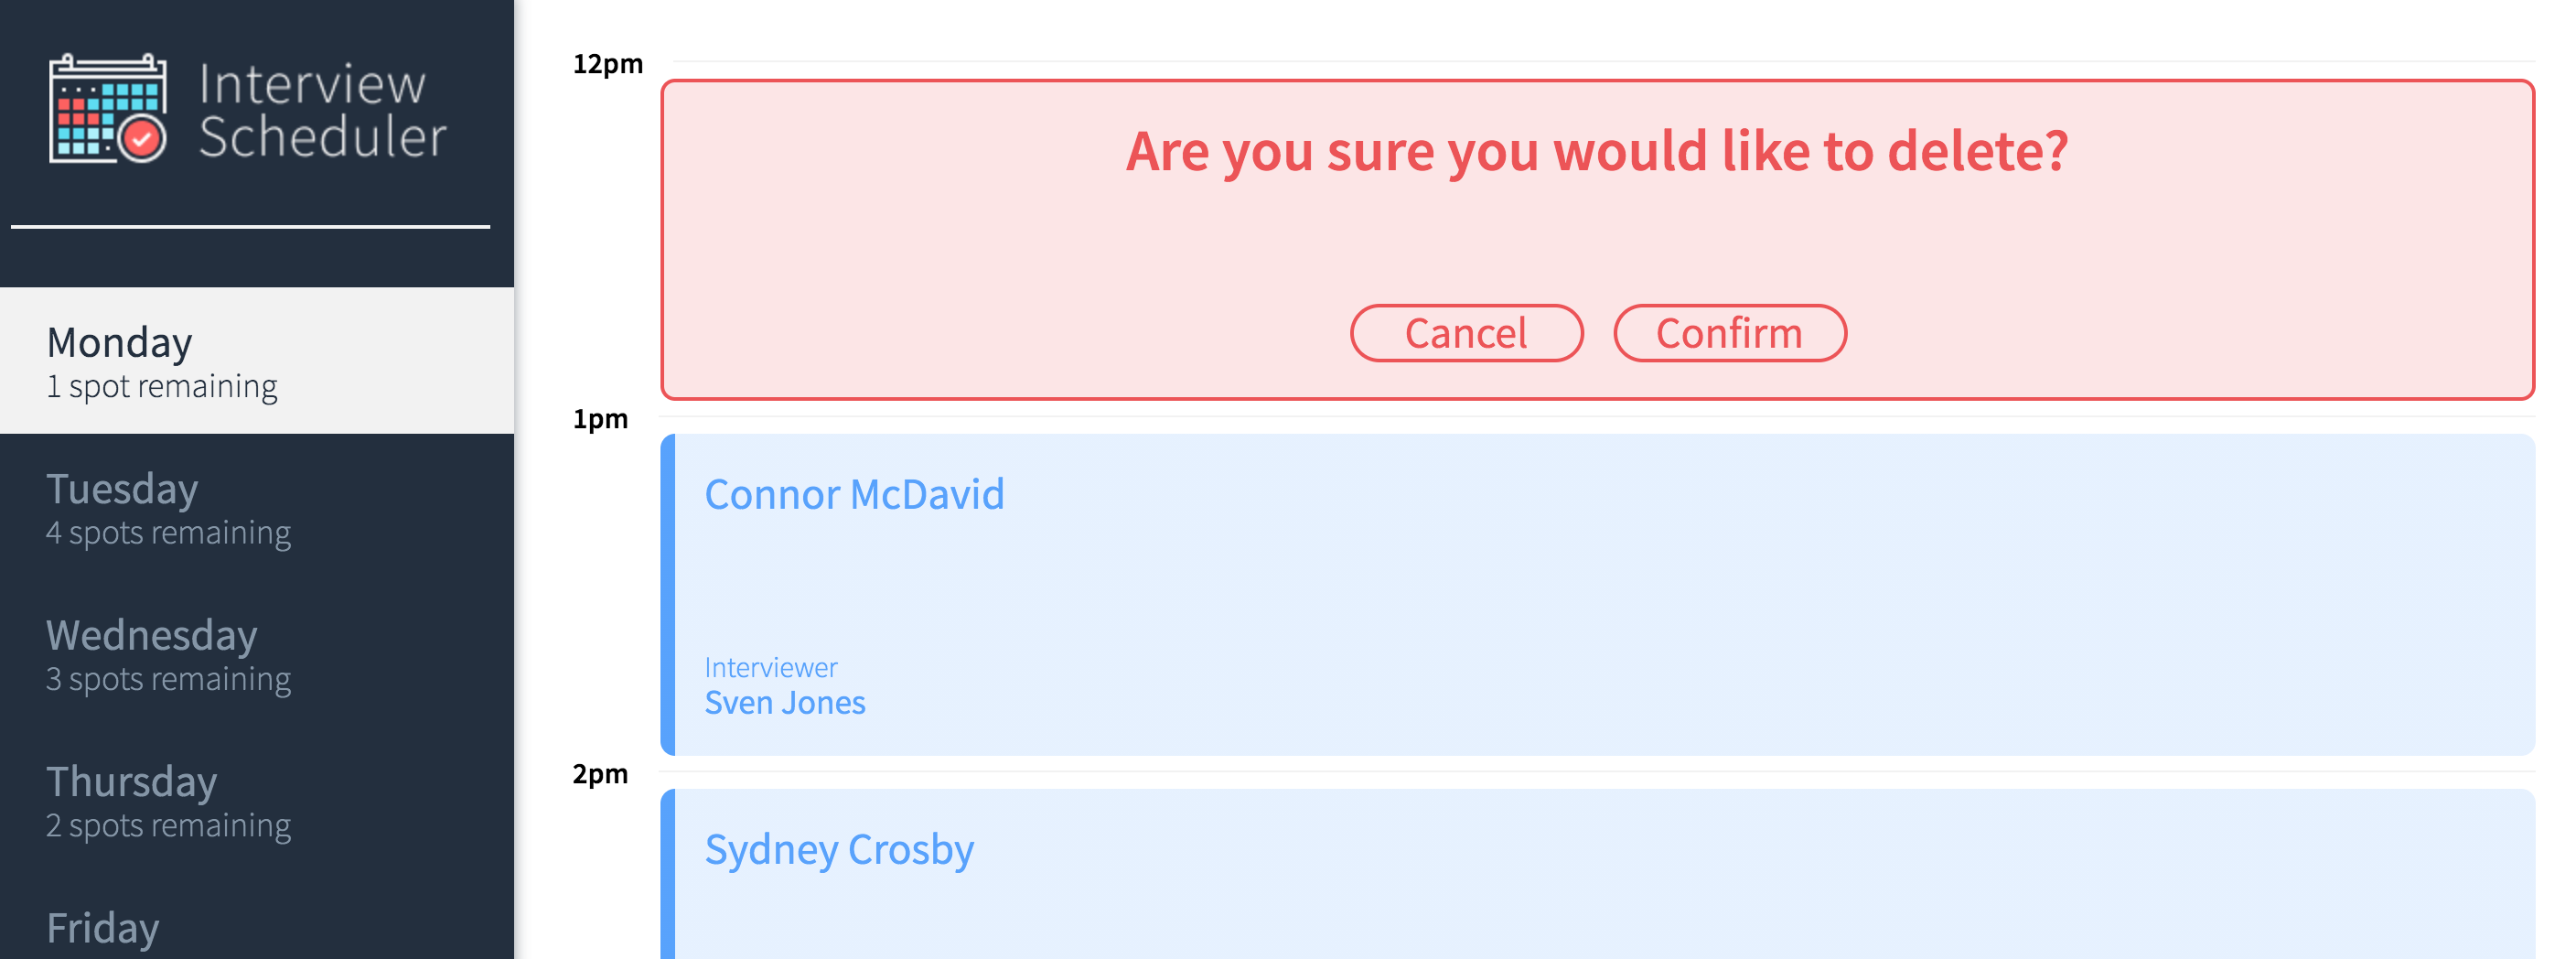 Interview
Scheduler
Monday
1 spot remaining
Tuesday
4 spots remaining
Wednesday
3 spots remaining
Thursday
2 spots remaining
Friday
12pm
Are you sure you would like to delete?
Cancel Confirm
1pm
Connor McDavid
Interviewer
Sven Jones
2pm
Sydney Crosby